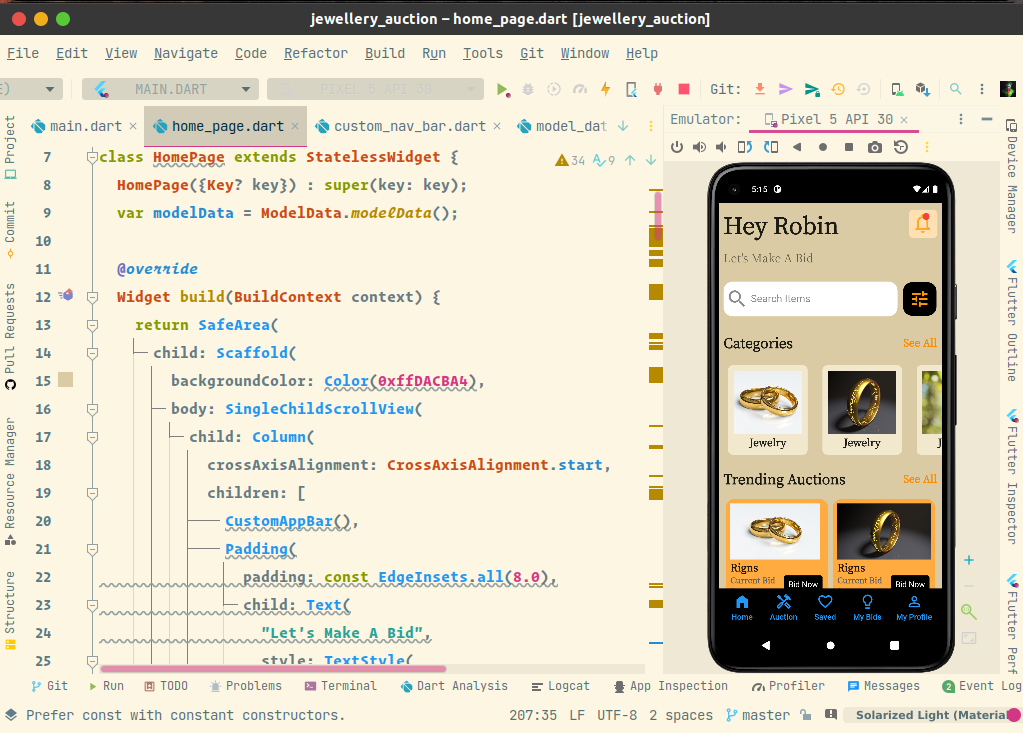 jewellery_auction – home_page.dart [jewellery_auction]
File Edit View Navigate Code Refactor Build Run Tools Git Window Help
MAIN.DART PIXEL 5 API 30 Git:
main.dart × home_page.dart × custom_nav_bar.dart × model_dat
Emulator: Pixel 5 API 30 ×
Project
Commit
Pull Requests
Resource Manager
Structure
34 9
7 class HomePage extends StatelessWidget {
8 HomePage({Key? key}) : super(key: key);
9 var modelData = ModelData.modelData();
10
11 @override
12 Widget build(BuildContext context) {
13 return SafeArea(
14 child: Scaffold(
15 backgroundColor: Color(0xffDACBA4),
16 body: SingleChildScrollView(
17 child: Column(
18 crossAxisAlignment: CrossAxisAlignment.start,
19 children: [
20 CustomAppBar(),
21 Padding(
22 padding: const EdgeInsets.all(8.0),
23 child: Text(
24 "Let's Make A Bid",
25 style: TextStyle(
5:15
Hey Robin
Let's Make A Bid
Search Items
Categories See All
Jewelry Jewelry J
Trending Auctions See All
Rigns Rigns
Current Bid Bid Now Current Bid Bid Now
Home Auction Saved My Bids My Profile
Device Manager
Flutter Outline
Flutter Inspector
Flutter Perf
Git Run TODO Problems Terminal Dart Analysis Logcat App Inspection Profiler Messages 2 Event Log
Prefer const with constant constructors. 207:35 LF UTF-8 2 spaces master Solarized Light (Material